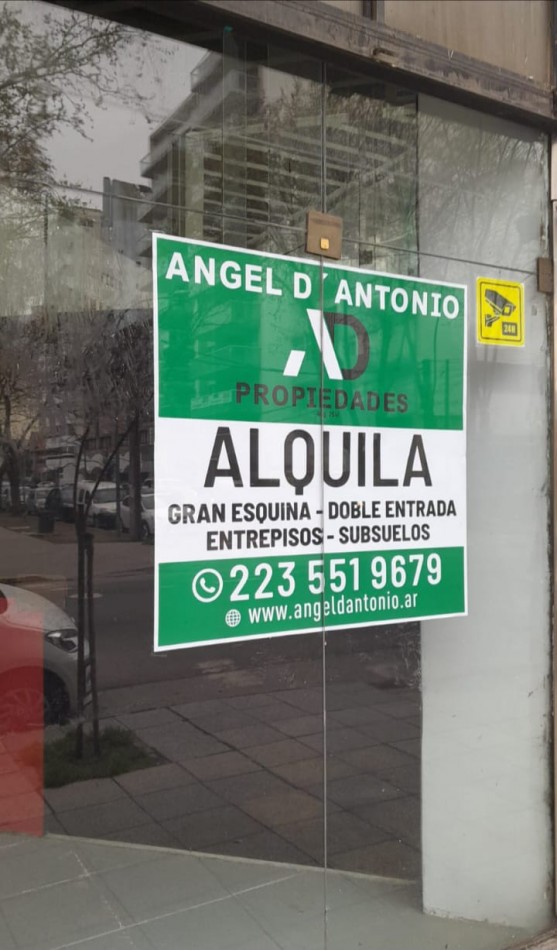 ANGEL D´ANTONIO
AD
PROPIEDADES
ALQUILA
GRAN ESQUINA - DOBLE ENTRADA
ENTREPISOS - SUBSUELOS
223 551 9679
www.angeldantonio.ar
24H